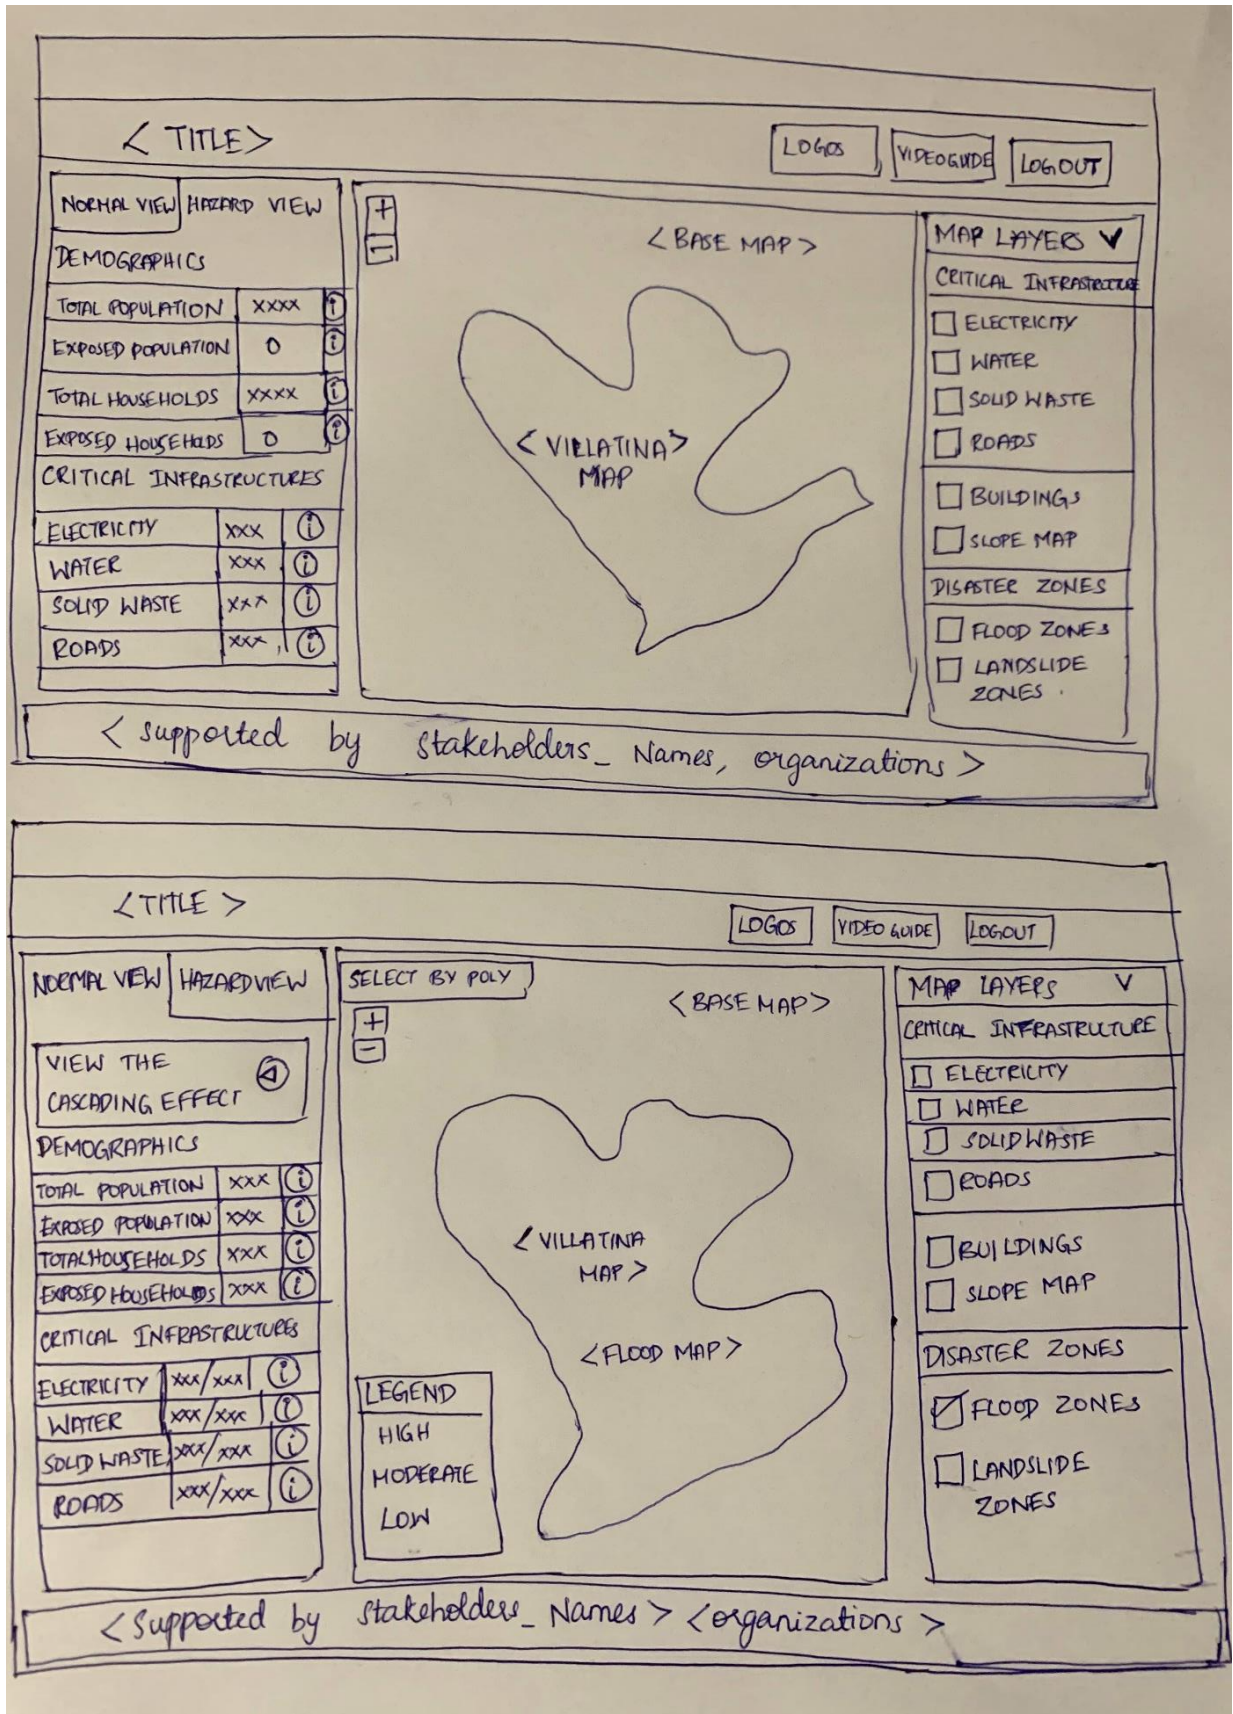 < TITLE >
LOGOS
VIDEOGUIDE
LOGOUT
NORMAL VIEW
HAZARD VIEW
DEMOGRAPHICS
TOTAL POPULATION XXXX i
EXPOSED POPULATION O i
TOTAL HOUSEHOLDS XXXX i
EXPOSED HOUSEHOLDS O i
CRITICAL INFRASTRUCTURES
ELECTRICITY XXX i
WATER XXX i
SOLID WASTE XXX i
ROADS XXX i
+
-
< BASE MAP >
< VILLATINA >
MAP
MAP LAYERS V
CRITICAL INFRASTRUCTURE
ELECTRICITY
WATER
SOLID WASTE
ROADS
BUILDINGS
SLOPE MAP
DISASTER ZONES
FLOOD ZONES
LANDSLIDE
ZONES
< supported by stakeholders_ Names, organizations >
< TITLE >
LOGOS
VIDEO GUIDE
LOGOUT
NORMAL VIEW
HAZARD VIEW
VIEW THE
CASCADING EFFECT
DEMOGRAPHICS
TOTAL POPULATION XXX i
EXPOSED POPULATION XXX i
TOTAL HOUSEHOLDS XXX i
EXPOSED HOUSEHOLDS XXX i
CRITICAL INFRASTRUCTURES
ELECTRICITY XXX/XXX i
WATER XXX/XXX i
SOLID WASTE XXX/XXX i
ROADS XXX/XXX i
SELECT BY POLY
+
-
< BASE MAP >
< VILLATINA
MAP >
< FLOOD MAP >
LEGEND
HIGH
MODERATE
LOW
MAP LAYERS V
CRITICAL INFRASTRUCTURE
ELECTRICITY
WATER
SOLID WASTE
ROADS
BUILDINGS
SLOPE MAP
DISASTER ZONES
FLOOD ZONES
LANDSLIDE
ZONES
< Supported by stakeholders_ Names > < organizations >